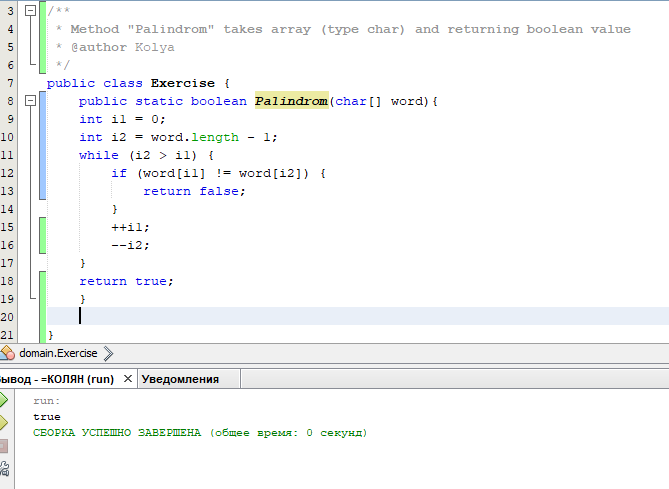 3 /**
4 * Method "Palindrom" takes array (type char) and returning boolean value
5 * @author Kolya
6 */
7 public class Exercise {
8 public static boolean Palindrom(char[] word){
9 int i1 = 0;
10 int i2 = word.length - 1;
11 while (i2 > i1) {
12 if (word[i1] != word[i2]) {
13 return false;
14 }
15 ++i1;
16 --i2;
17 }
18 return true;
19 }
20
21 }
domain.Exercise
ывод - =КОЛЯН (run) × Уведомления
run:
true
СБОРКА УСПЕШНО ЗАВЕРШЕНА (общее время: 0 секунд)